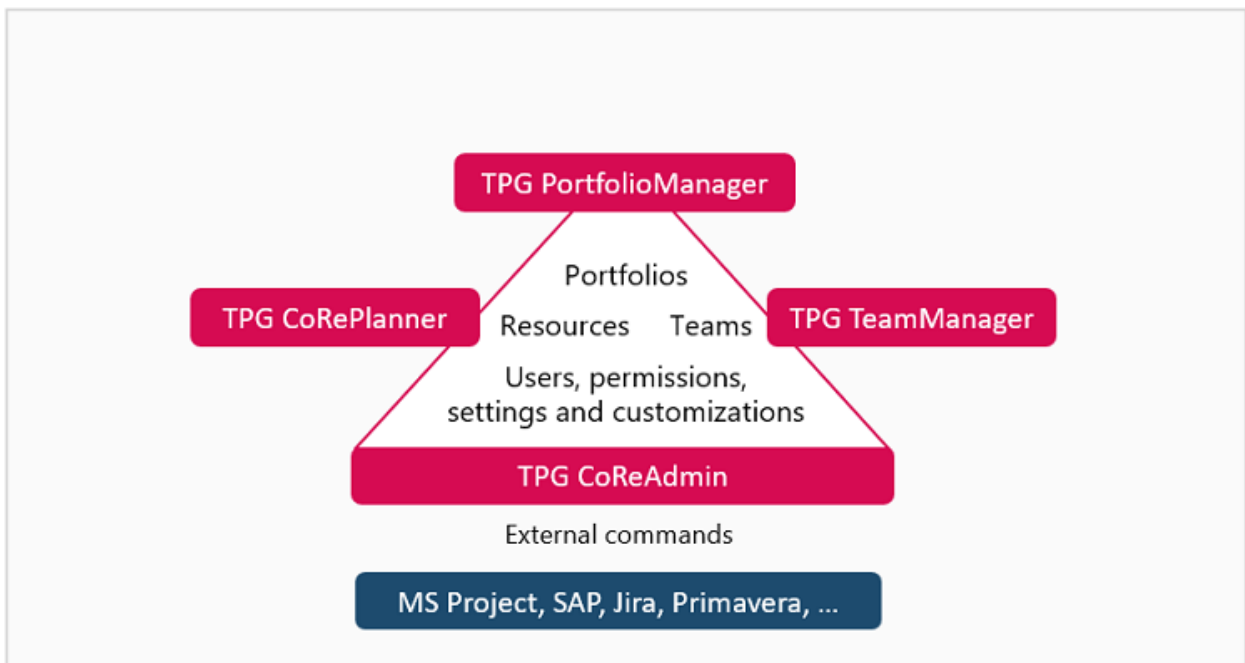 TPG PortfolioManager
Portfolios
TPG CoRePlanner
Resources Teams
TPG TeamManager
Users, permissions,
settings and customizations
TPG CoReAdmin
External commands
MS Project, SAP, Jira, Primavera, ...